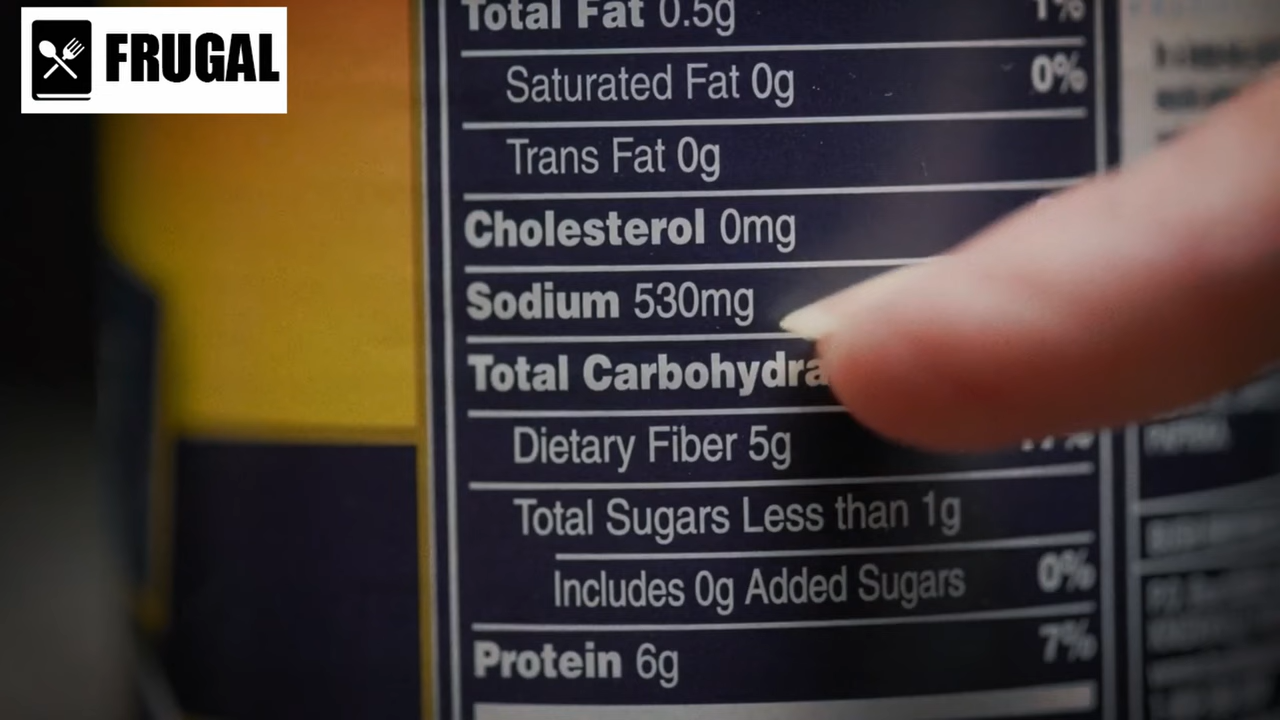 FRUGAL
Total Fat 0.5g 1%
Saturated Fat 0g 0%
Trans Fat 0g
Cholesterol 0mg
Sodium 530mg
Total Carbohydra
Dietary Fiber 5g
Total Sugars Less than 1g
Includes 0g Added Sugars 0%
Protein 6g 7%